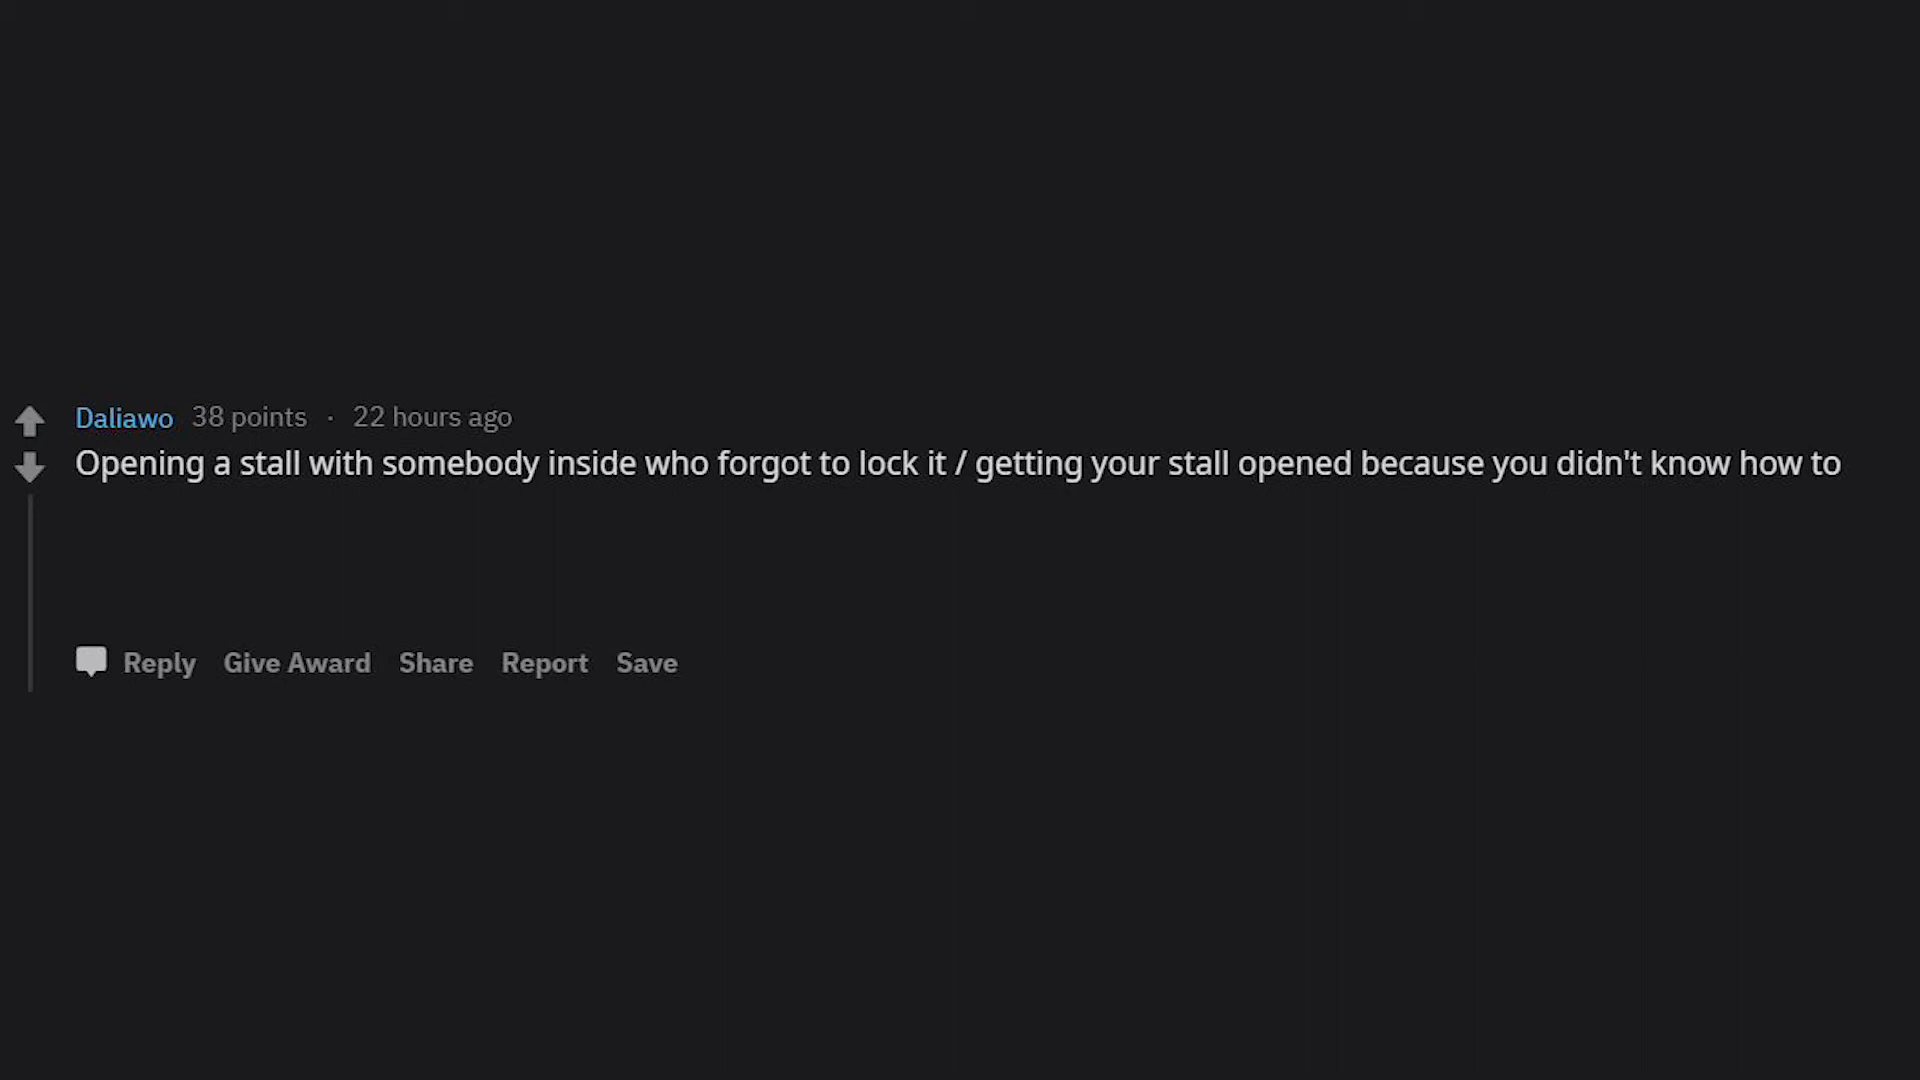 Daliawo 38 points · 22 hours ago
Opening a stall with somebody inside who forgot to lock it / getting your stall opened because you didn't know how to
Reply Give Award Share Report Save